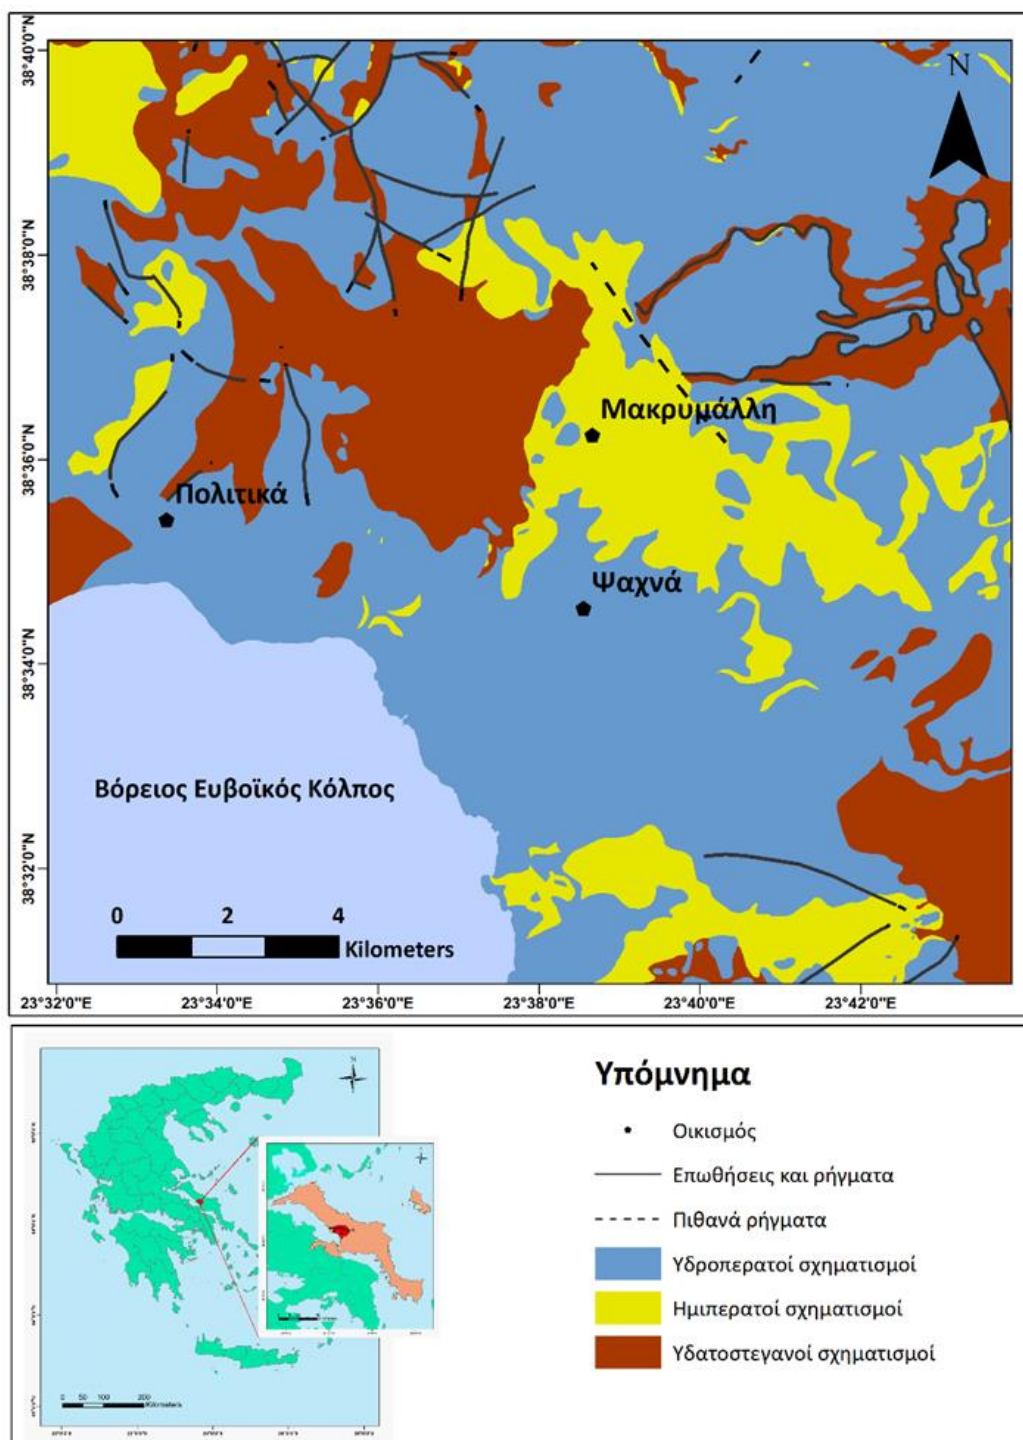 38°40'0"N
N
38°38'0"N
Μακρυμάλλη
38°36'0"N
Πολιτικά
Ψαχνά
38°34'0"N
Βόρειος Ευβοϊκός Κόλπος
38°32'0"N
0 2 4
Kilometers
23°32'0"E 23°34'0"E 23°36'0"E 23°38'0"E 23°40'0"E 23°42'0"E
Υπόμνημα
Οικισμός
Επωθήσεις και ρήγματα
Πιθανά ρήγματα
Υδροπερατοί σχηματισμοί
Ημιπερατοί σχηματισμοί
Υδατοστεγανοί σχηματισμοί
N
0 50 100 200
Kilometers